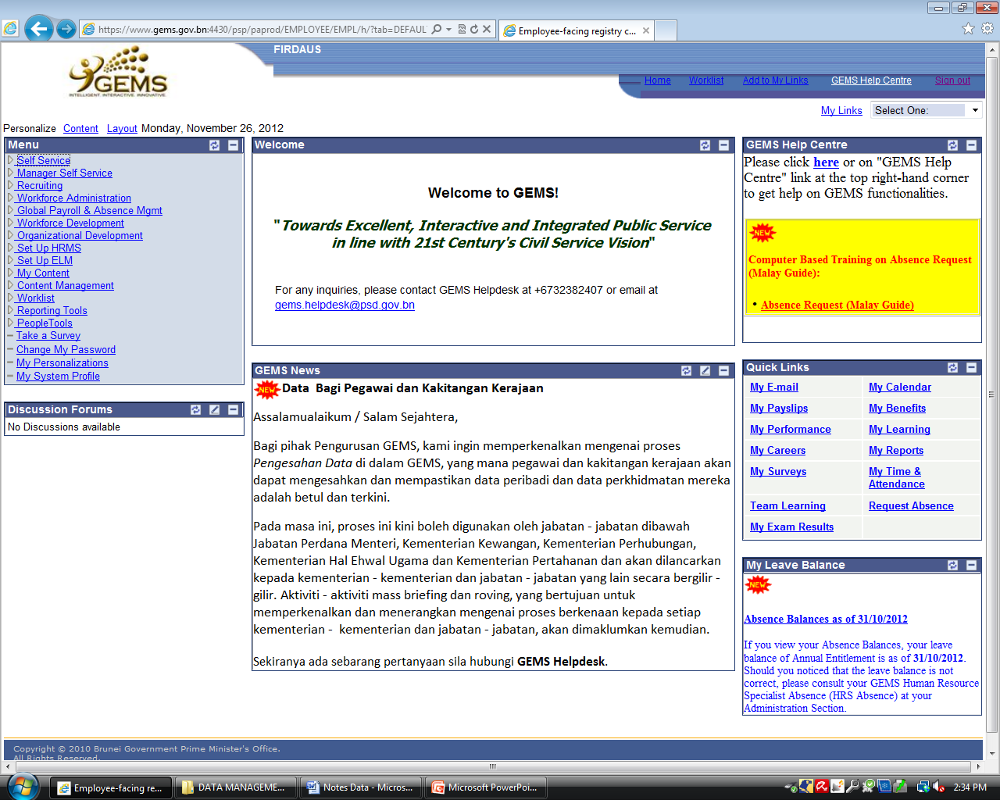 https://www.gems.gov.bn:4430/psp/paprod/EMPLOYEE/EMPL/h/?tab=DEFAUL
Employee-facing registry c...
GEMS
INTELLIGENT. INTERACTIVE. INNOVATIVE.
FIRDAUS
Home Worklist Add to My Links GEMS Help Centre Sign out
My Links Select One:
Personalize Content Layout Monday, November 26, 2012
Menu
Self Service
Manager Self Service
Recruiting
Workforce Administration
Global Payroll & Absence Mgmt
Workforce Development
Organizational Development
Set Up HRMS
Set Up ELM
My Content
Content Management
Worklist
Reporting Tools
PeopleTools
Take a Survey
Change My Password
My Personalizations
My System Profile
Discussion Forums
No Discussions available
Welcome
Welcome to GEMS!
"Towards Excellent, Interactive and Integrated Public Service
in line with 21st Century's Civil Service Vision"
For any inquiries, please contact GEMS Helpdesk at +6732382407 or email at
gems.helpdesk@psd.gov.bn
GEMS News
NEW Data Bagi Pegawai dan Kakitangan Kerajaan
Assalamualaikum / Salam Sejahtera,
Bagi pihak Pengurusan GEMS, kami ingin memperkenalkan mengenai proses
Pengesahan Data di dalam GEMS, yang mana pegawai dan kakitangan kerajaan akan
dapat mengesahkan dan mempastikan data peribadi dan data perkhidmatan mereka
adalah betul dan terkini.
Pada masa ini, proses ini kini boleh digunakan oleh jabatan - jabatan dibawah
Jabatan Perdana Menteri, Kementerian Kewangan, Kementerian Perhubungan,
Kementerian Hal Ehwal Ugama dan Kementerian Pertahanan dan akan dilancarkan
kepada kementerian - kementerian dan jabatan - jabatan yang lain secara bergilir -
gilir. Aktiviti - aktiviti mass briefing dan roving, yang bertujuan untuk
memperkenalkan dan menerangkan mengenai proses berkenaan kepada setiap
kementerian - kementerian dan jabatan - jabatan, akan dimaklumkan kemudian.
Sekiranya ada sebarang pertanyaan sila hubungi GEMS Helpdesk.
GEMS Help Centre
Please click here or on "GEMS Help
Centre" link at the top right-hand corner
to get help on GEMS functionalities.
NEW
Computer Based Training on Absence Request
(Malay Guide):
• Absence Request (Malay Guide)
Quick Links
My E-mail My Calendar
My Payslips My Benefits
My Performance My Learning
My Careers My Reports
My Surveys My Time &
Attendance
Team Learning Request Absence
My Exam Results
My Leave Balance
NEW
Absence Balances as of 31/10/2012
If you view your Absence Balances, your leave
balance of Annual Entitlement is as of 31/10/2012.
Should you noticed that the leave balance is not
correct, please consult your GEMS Human Resource
Specialist Absence (HRS Absence) at your
Administration Section.
Copyright © 2010 Brunei Government Prime Minister's Office.
All Rights Reserved.
Employee-facing re... DATA MANAGEME... Notes Data - Micros... Microsoft PowerPoi... 2:34 PM